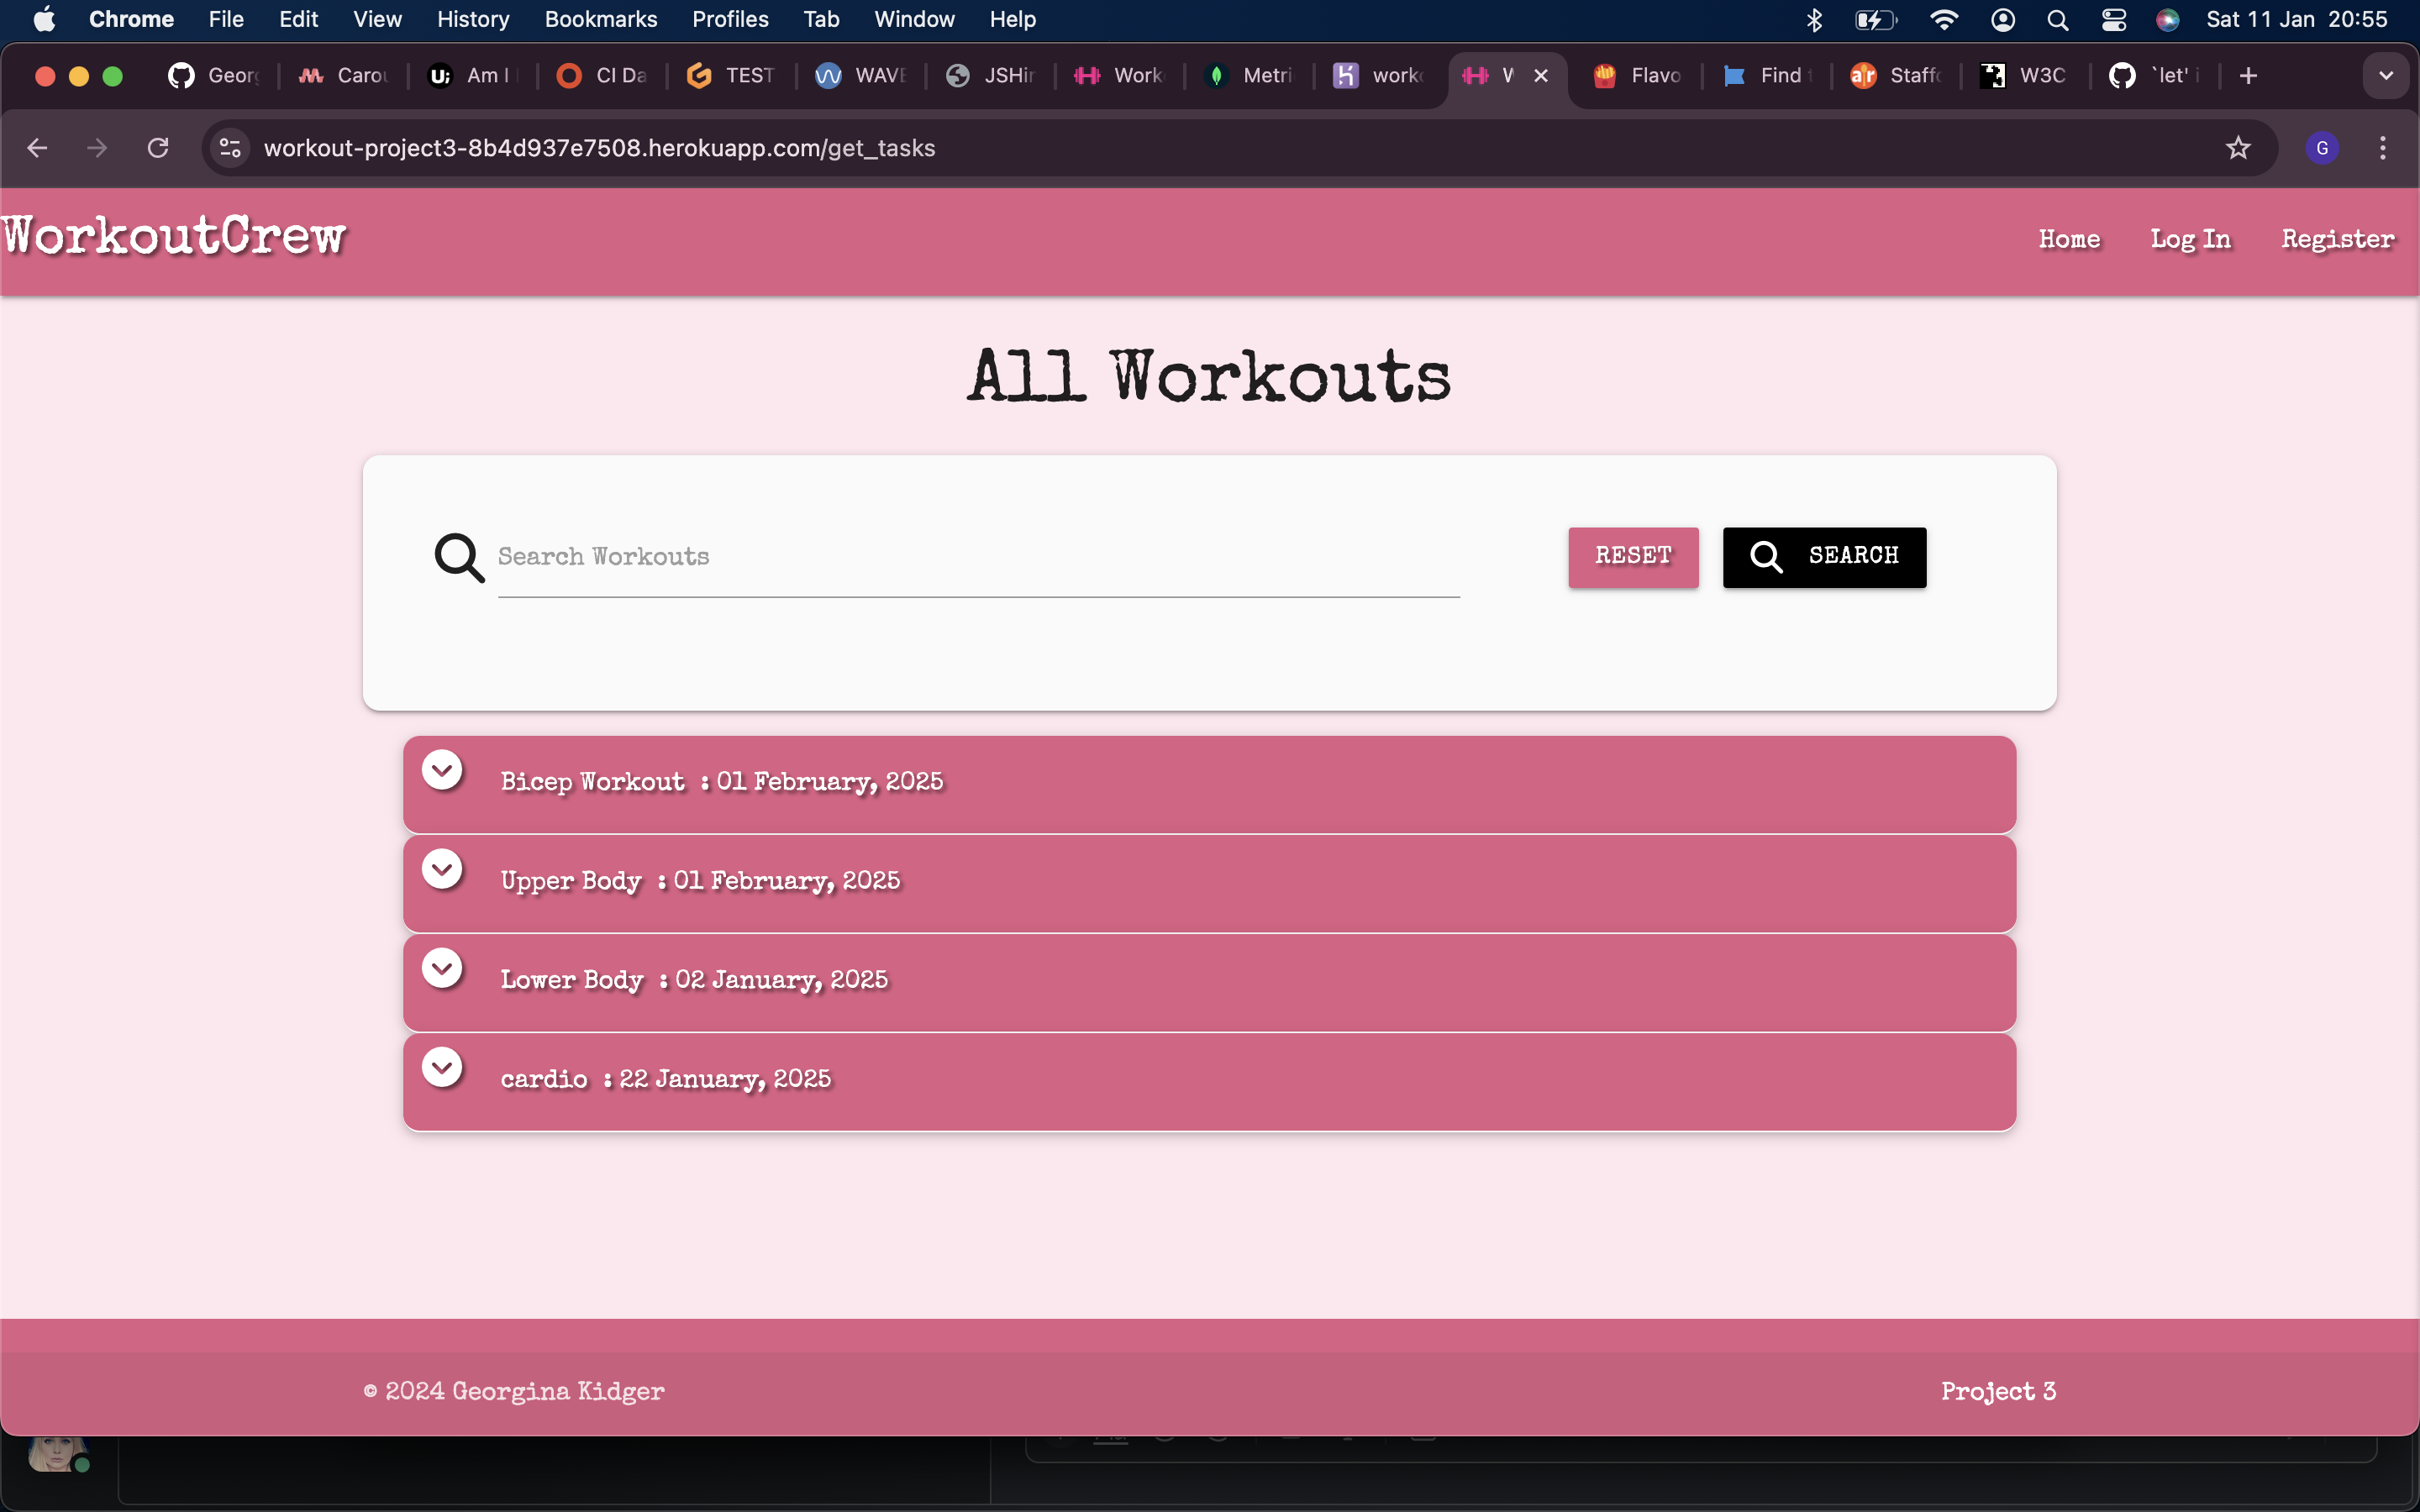 Chrome File Edit View History Bookmarks Profiles Tab Window Help Sat 11 Jan 20:55
Georg Carou Am I CI Da TEST WAVE JSHin Work Metri work W Flavo Find Staff W3C `let' i
workout-project3-8b4d937e7508.herokuapp.com/get_tasks G
WorkoutCrew Home Log In Register
All Workouts
Search Workouts RESET SEARCH
Bicep Workout : 01 February, 2025
Upper Body : 01 February, 2025
Lower Body : 02 January, 2025
cardio : 22 January, 2025
© 2024 Georgina Kidger Project 3